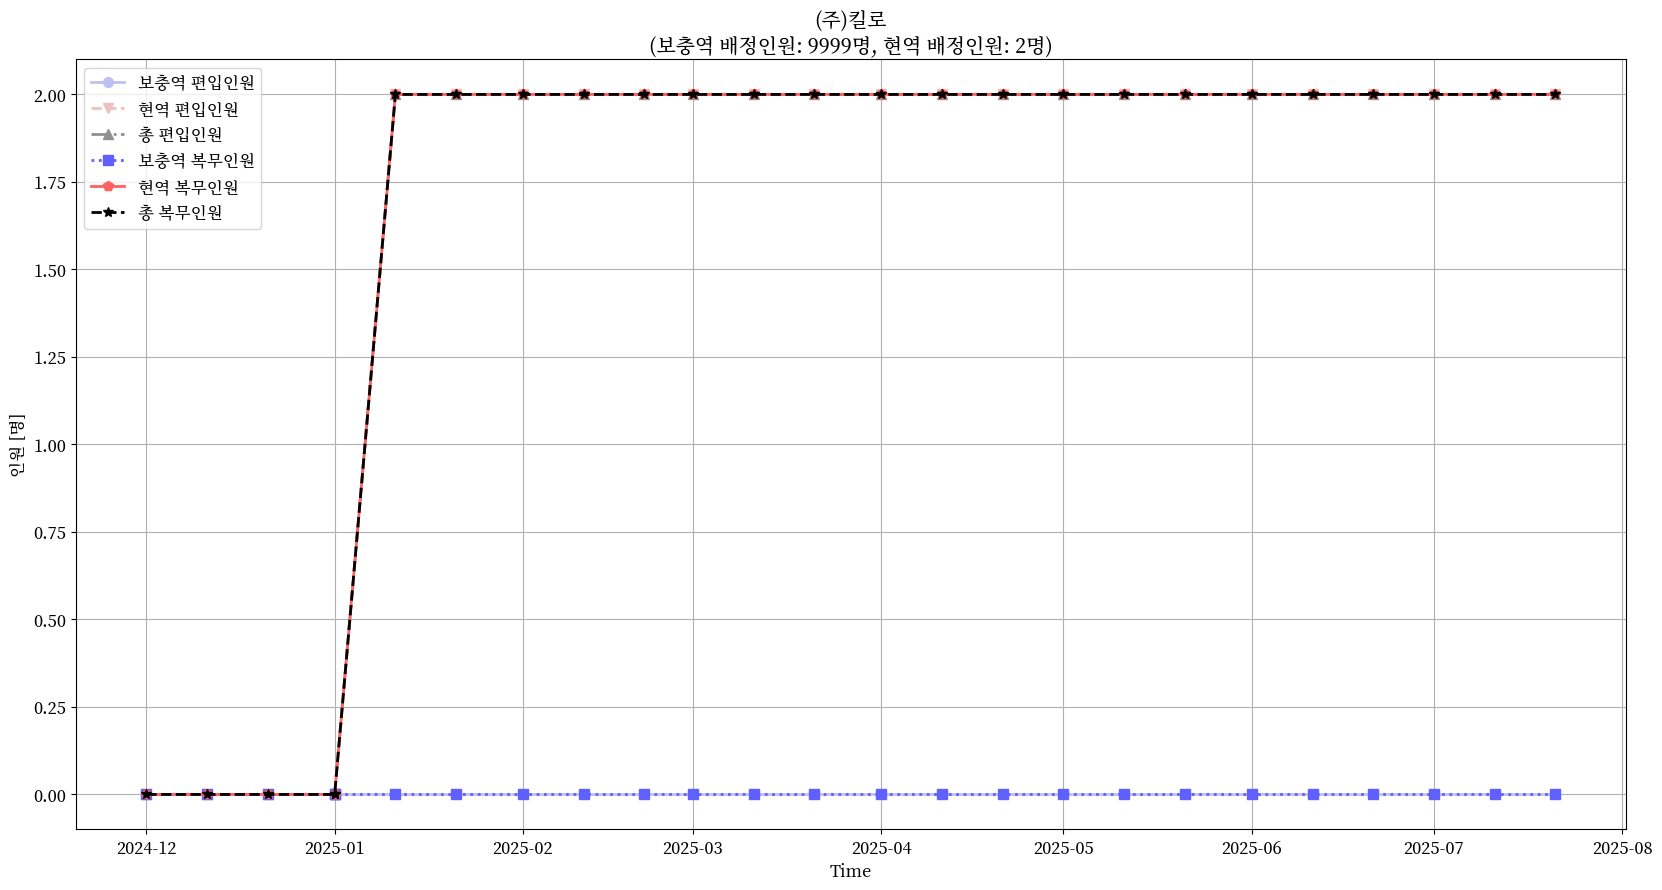 (주)킬로
(보충역 배정인원: 9999명, 현역 배정인원: 2명)
보충역 편입인원
현역 편입인원
총 편입인원
보충역 복무인원
현역 복무인원
총 복무인원
2.00
1.75
1.50
1.25
1.00
0.75
0.50
0.25
0.00
인원 [명]
2024-12 2025-01 2025-02 2025-03 2025-04 2025-05 2025-06 2025-07 2025-08
Time